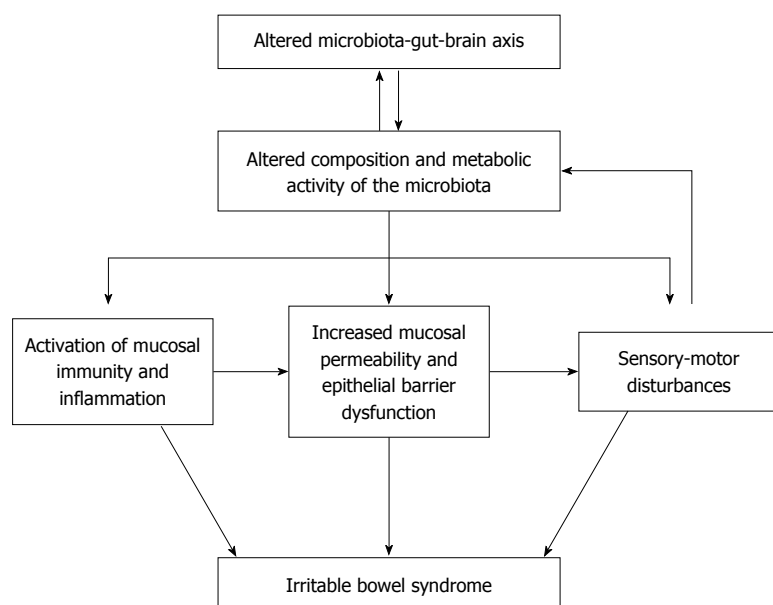 Altered microbiota-gut-brain axis
Altered composition and metabolic
activity of the microbiota
Activation of mucosal
immunity and
inflammation
Increased mucosal
permeability and
epithelial barrier
dysfunction
Sensory-motor
disturbances
Irritable bowel syndrome